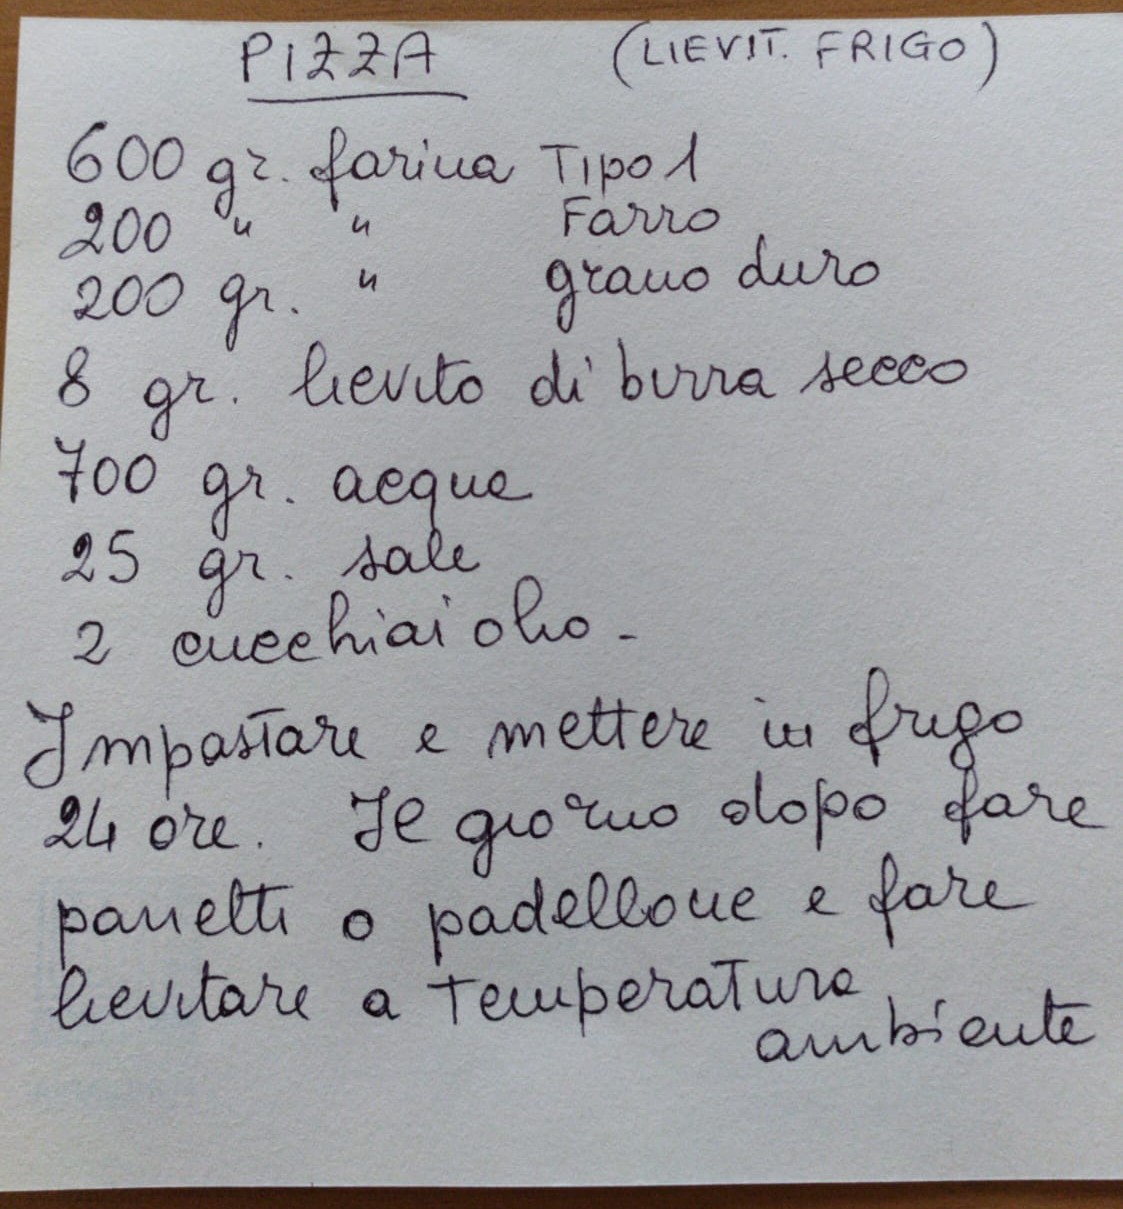 PIZZA (LIEVIT. FRIGO)
600 gr. farina Tipo 1
200 " " Farro
200 gr. " grano duro
8 gr. lievito di birra secco
700 gr. acqua
25 gr. sale
2 cucchiai olio -
Impastare e mettere in frigo
24 ore. Il giorno dopo fare
panetti o padellone e fare
lievitare a temperatura
ambiente